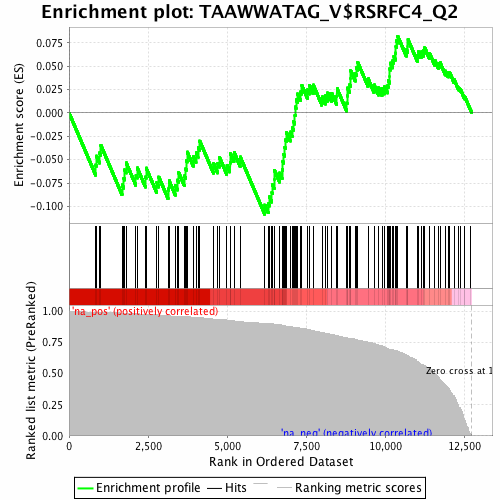 Enrichment plot: TAAWWATAG_V$RSRFC4_Q2
Enrichment score (ES)
0.075
0.050
0.025
0.000
-0.025
-0.050
-0.075
-0.100
Ranked list metric (PreRanked)
1.00
0.75
0.50
0.25
0.00
'na_pos' (positively correlated)
Zero cross at 1
'na_neg' (negatively correlated)
0
2,500
5,000
7,500
10,000
12,500
Rank in Ordered Dataset
Enrichment profile
Hits
Ranking metric scores